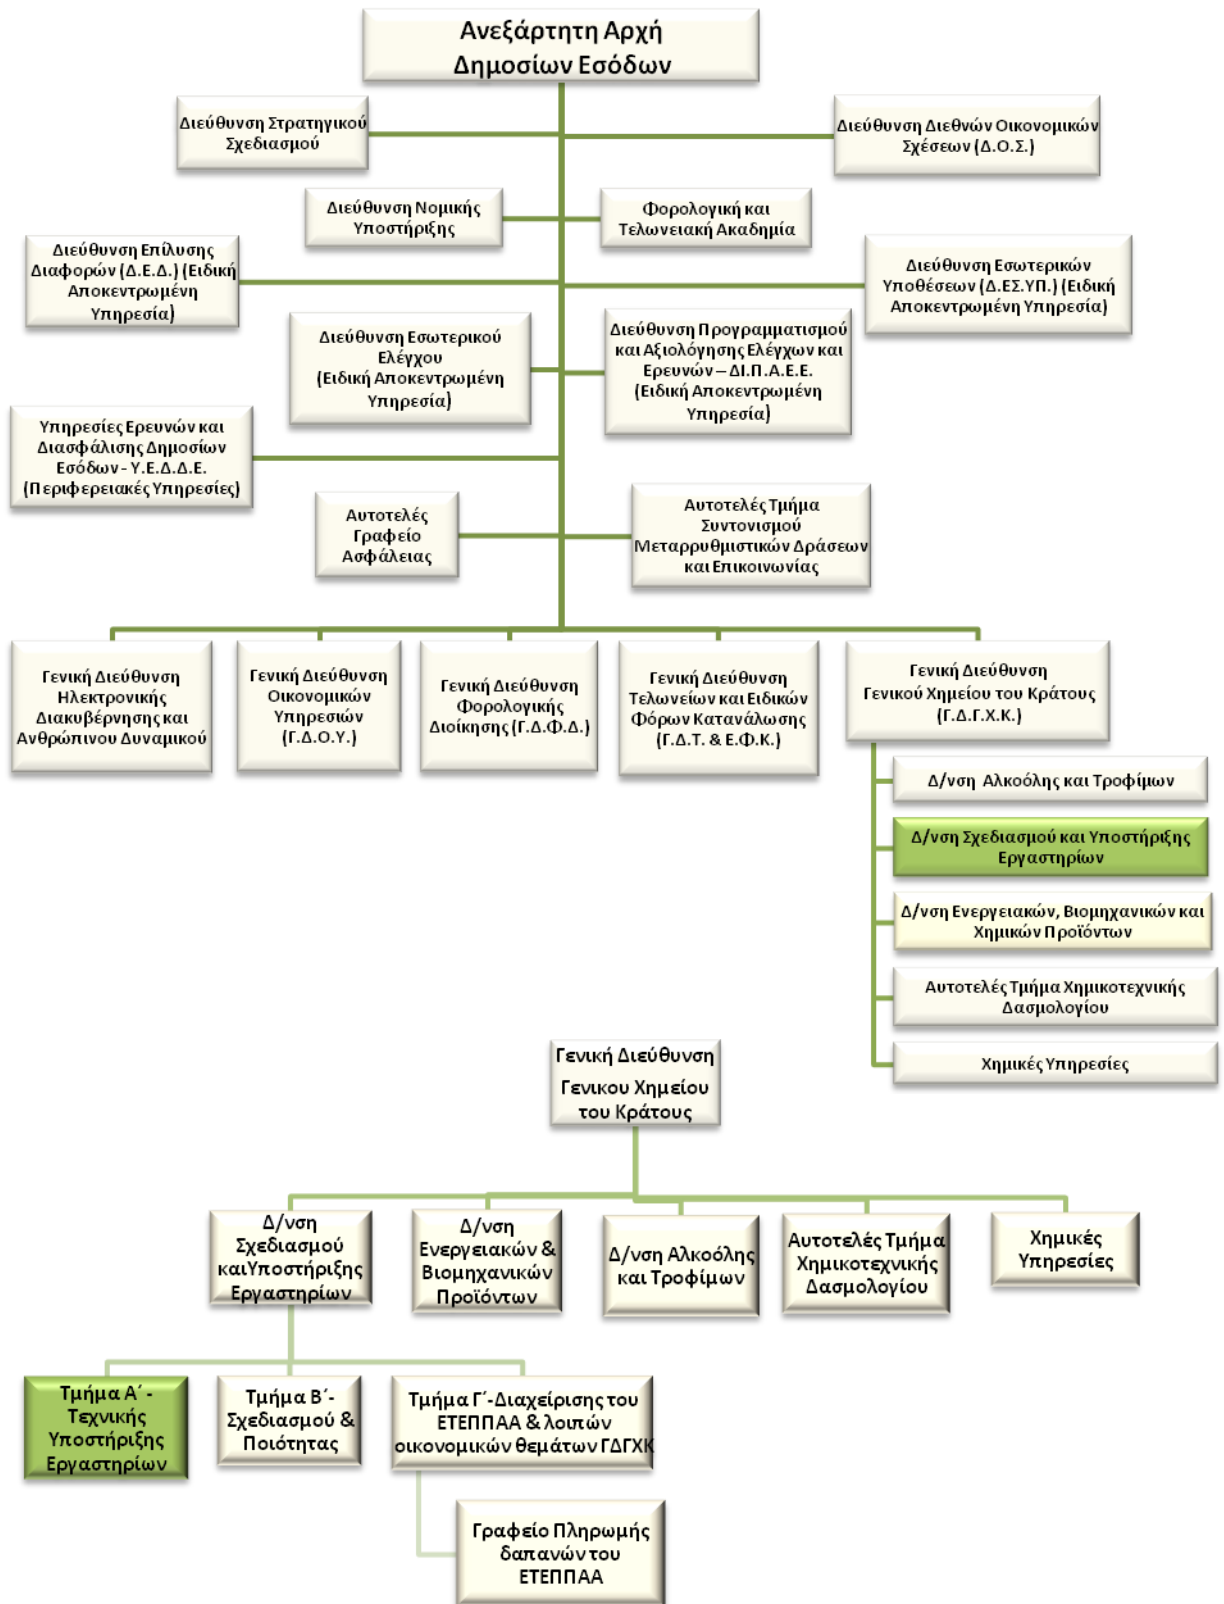 Ανεξάρτητη Αρχή
Δημοσίων Εσόδων
Διεύθυνση Στρατηγικού
Σχεδιασμού
Διεύθυνση Διεθνών Οικονομικών
Σχέσεων (Δ.Ο.Σ.)
Διεύθυνση Νομικής
Υποστήριξης
Φορολογική και
Τελωνειακή Ακαδημία
Διεύθυνση Επίλυσης
Διαφορών (Δ.Ε.Δ.) (Ειδική
Αποκεντρωμένη
Υπηρεσία)
Διεύθυνση Εσωτερικών
Υποθέσεων (Δ.ΕΣ.ΥΠ.) (Ειδική
Αποκεντρωμένη Υπηρεσία)
Διεύθυνση Εσωτερικού
Ελέγχου
(Ειδική Αποκεντρωμένη
Υπηρεσία)
Διεύθυνση Προγραμματισμού
και Αξιολόγησης Ελέγχων και
Ερευνών – ΔΙ.Π.Α.Ε.Ε.
(Ειδική Αποκεντρωμένη
Υπηρεσία)
Υπηρεσίες Ερευνών και
Διασφάλισης Δημοσίων
Εσόδων - Υ.Ε.Δ.Δ.Ε.
(Περιφερειακές Υπηρεσίες)
Αυτοτελές
Γραφείο
Ασφάλειας
Αυτοτελές Τμήμα
Συντονισμού
Μεταρρυθμιστικών Δράσεων
και Επικοινωνίας
Γενική Διεύθυνση
Ηλεκτρονικής
Διακυβέρνησης και
Ανθρώπινου Δυναμικού
Γενική Διεύθυνση
Οικονομικών
Υπηρεσιών
(Γ.Δ.Ο.Υ.)
Γενική Διεύθυνση
Φορολογικής
Διοίκησης (Γ.Δ.Φ.Δ.)
Γενική Διεύθυνση
Τελωνείων και Ειδικών
Φόρων Κατανάλωσης
(Γ.Δ.Τ. & Ε.Φ.Κ.)
Γενική Διεύθυνση
Γενικού Χημείου του Κράτους
(Γ.Δ.Γ.Χ.Κ.)
Δ/νση Αλκοόλης και Τροφίμων
Δ/νση Σχεδιασμού και Υποστήριξης
Εργαστηρίων
Δ/νση Ενεργειακών, Βιομηχανικών και
Χημικών Προϊόντων
Αυτοτελές Τμήμα Χημικοτεχνικής
Δασμολογίου
Χημικές Υπηρεσίες
Γενική Διεύθυνση
Γενικου Χημείου
του Κράτους
Δ/νση
Σχεδιασμού
καιΥποστήριξης
Εργαστηρίων
Δ/νση
Ενεργειακών &
Βιομηχανικών
Προϊόντων
Δ/νση Αλκοόλης
και Τροφίμων
Αυτοτελές Τμήμα
Χημικοτεχνικής
Δασμολογίου
Χημικές
Υπηρεσίες
Τμήμα Α΄ -
Τεχνικής
Υποστήριξης
Εργαστηρίων
Τμήμα Β΄-
Σχεδιασμού &
Ποιότητας
Τμήμα Γ΄-Διαχείρισης του
ΕΤΕΠΠΑΑ & λοιπών
οικονομικών θεμάτων ΓΔΓΧΚ
Γραφείο Πληρωμής
δαπανών του
ΕΤΕΠΠΑΑ